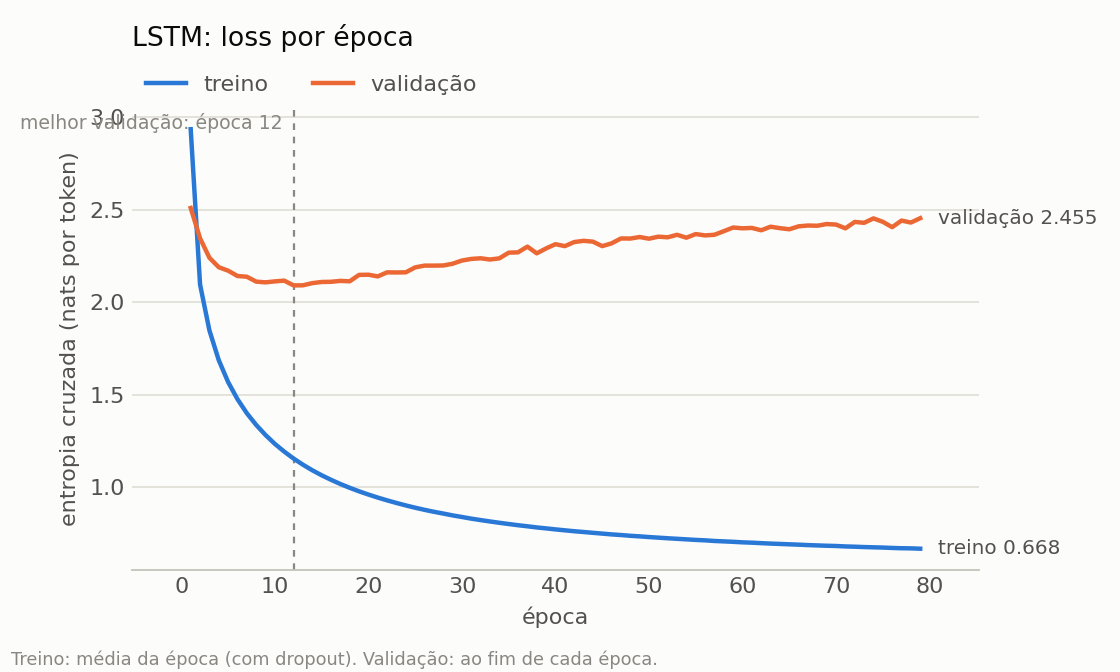 LSTM: loss por época
treino
validação
melhor validação: época 12
3.0
2.5
2.0
1.5
1.0
entropia cruzada (nats por token)
validação 2.455
treino 0.668
0 10 20 30 40 50 60 70 80
época
Treino: média da época (com dropout). Validação: ao fim de cada época.